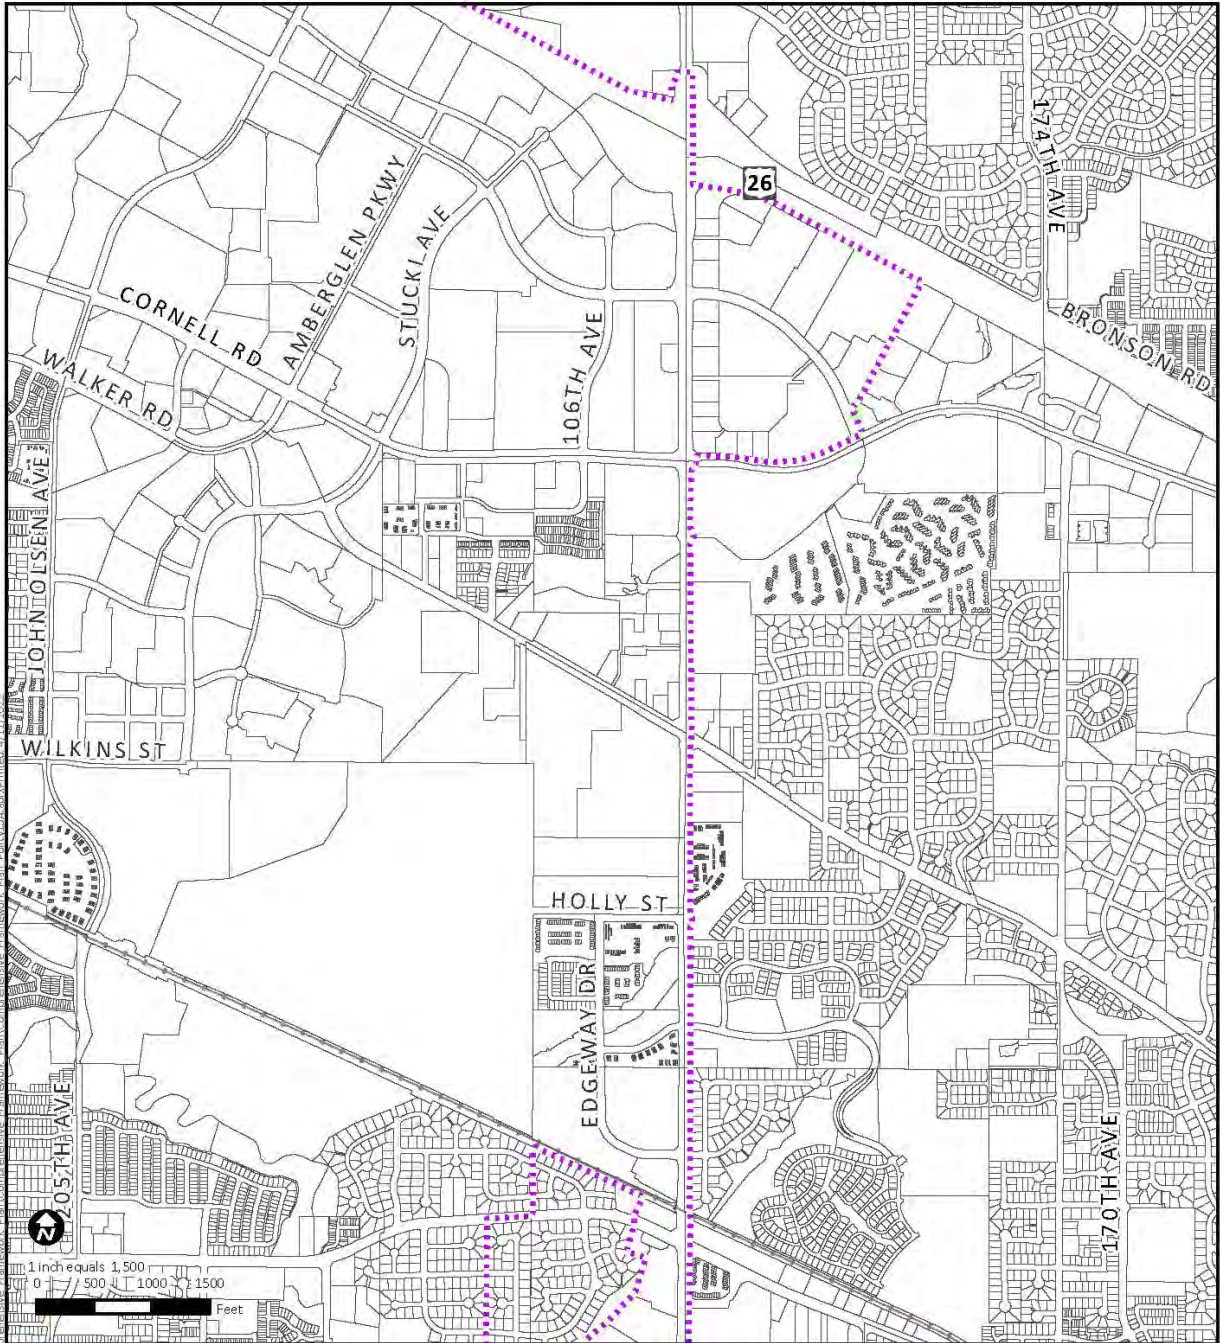 174TH AVE
26
AMBERGLEN PKWY
STUCKI AVE
CORNELL RD
106TH AVE
BRONSON RD
WALKER RD
JOHN OLSEN AVE
WILKINS ST
HOLLY ST
EDGEWAY DR
205TH AVE
170TH AVE
N
1 inch equals 1,500
0 500 1000 1500
Feet